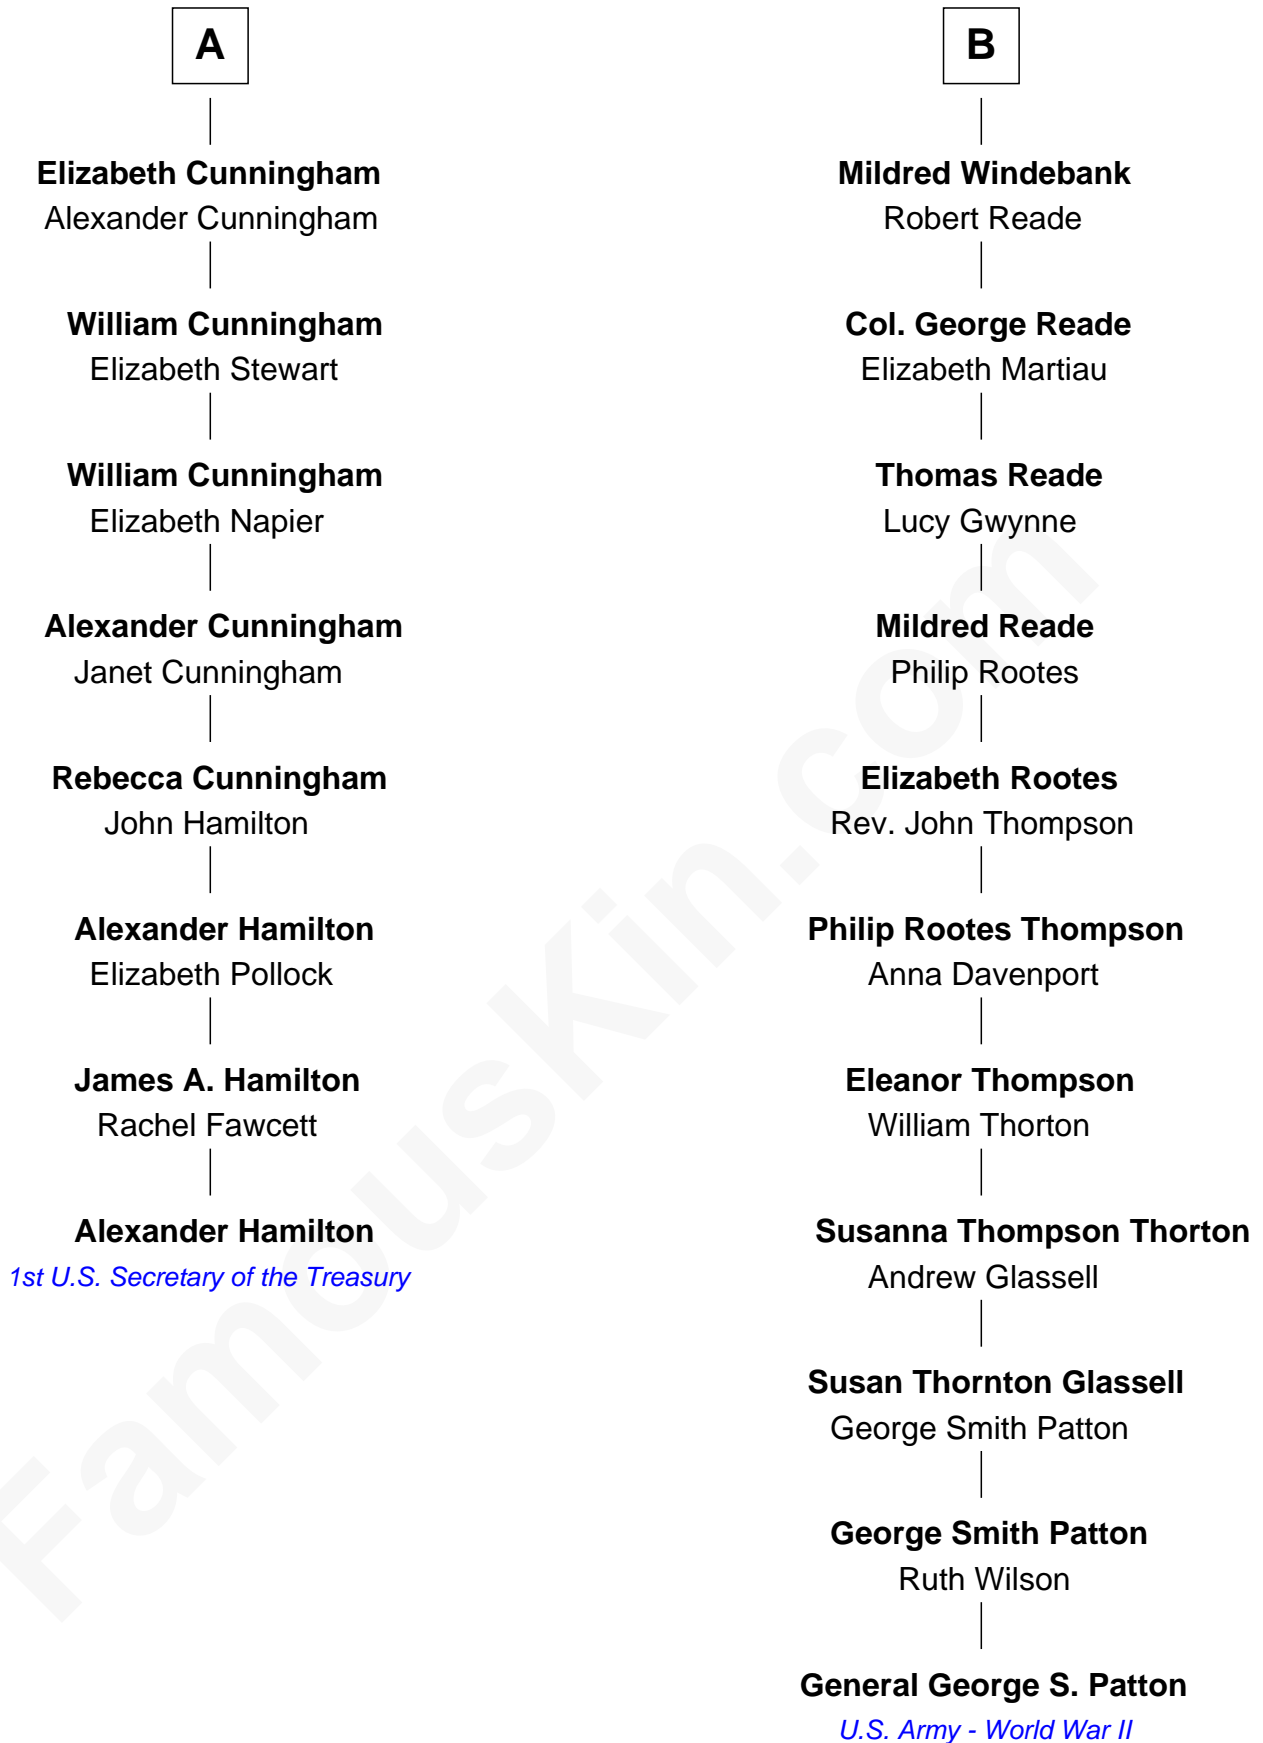 A
Elizabeth Cunningham
Alexander Cunningham
William Cunningham
Elizabeth Stewart
William Cunningham
Elizabeth Napier
Alexander Cunningham
Janet Cunningham
Rebecca Cunningham
John Hamilton
Alexander Hamilton
Elizabeth Pollock
James A. Hamilton
Rachel Fawcett
Alexander Hamilton
1st U.S. Secretary of the Treasury
B
Mildred Windebank
Robert Reade
Col. George Reade
Elizabeth Martiau
Thomas Reade
Lucy Gwynne
Mildred Reade
Philip Rootes
Elizabeth Rootes
Rev. John Thompson
Philip Rootes Thompson
Anna Davenport
Eleanor Thompson
William Thorton
Susanna Thompson Thorton
Andrew Glassell
Susan Thornton Glassell
George Smith Patton
George Smith Patton
Ruth Wilson
General George S. Patton
U.S. Army - World War II
FamousKin.com